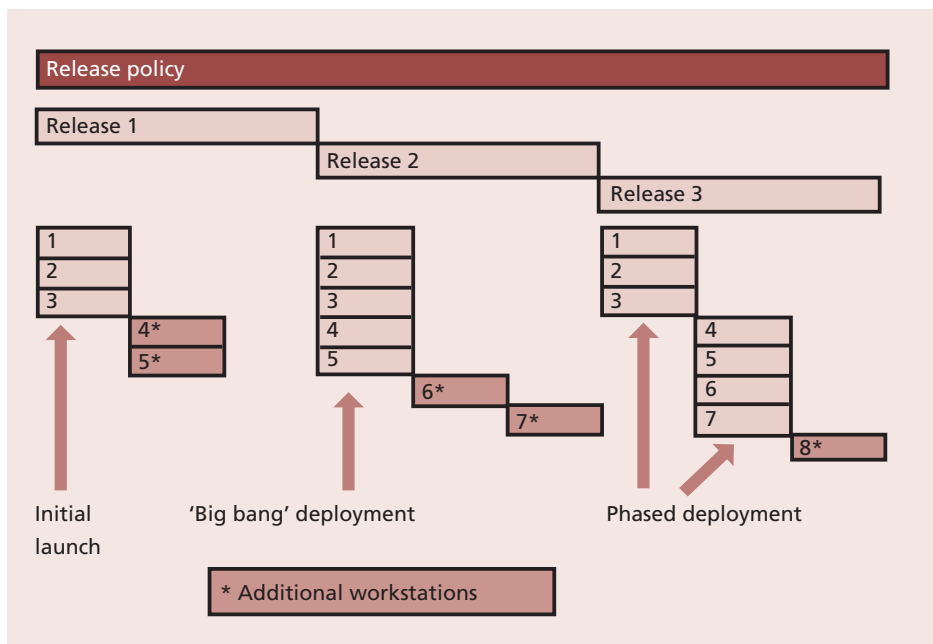 Release policy
Release 1
Release 2
Release 3
1
2
3
4*
5*
1
2
3
4
5
6*
7*
1
2
3
4
5
6
7
8*
Initial
launch
'Big bang' deployment
Phased deployment
* Additional workstations